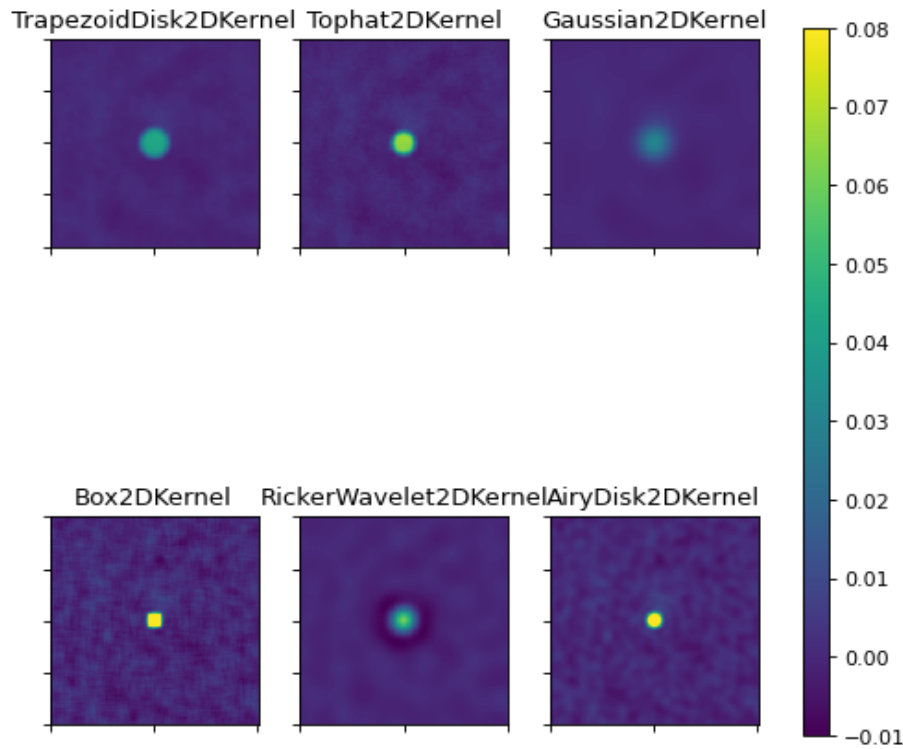 TrapezoidDisk2DKernel
Tophat2DKernel
Gaussian2DKernel
Box2DKernel
RickerWavelet2DKernel
AiryDisk2DKernel
0.08
0.07
0.06
0.05
0.04
0.03
0.02
0.01
0.00
−0.01